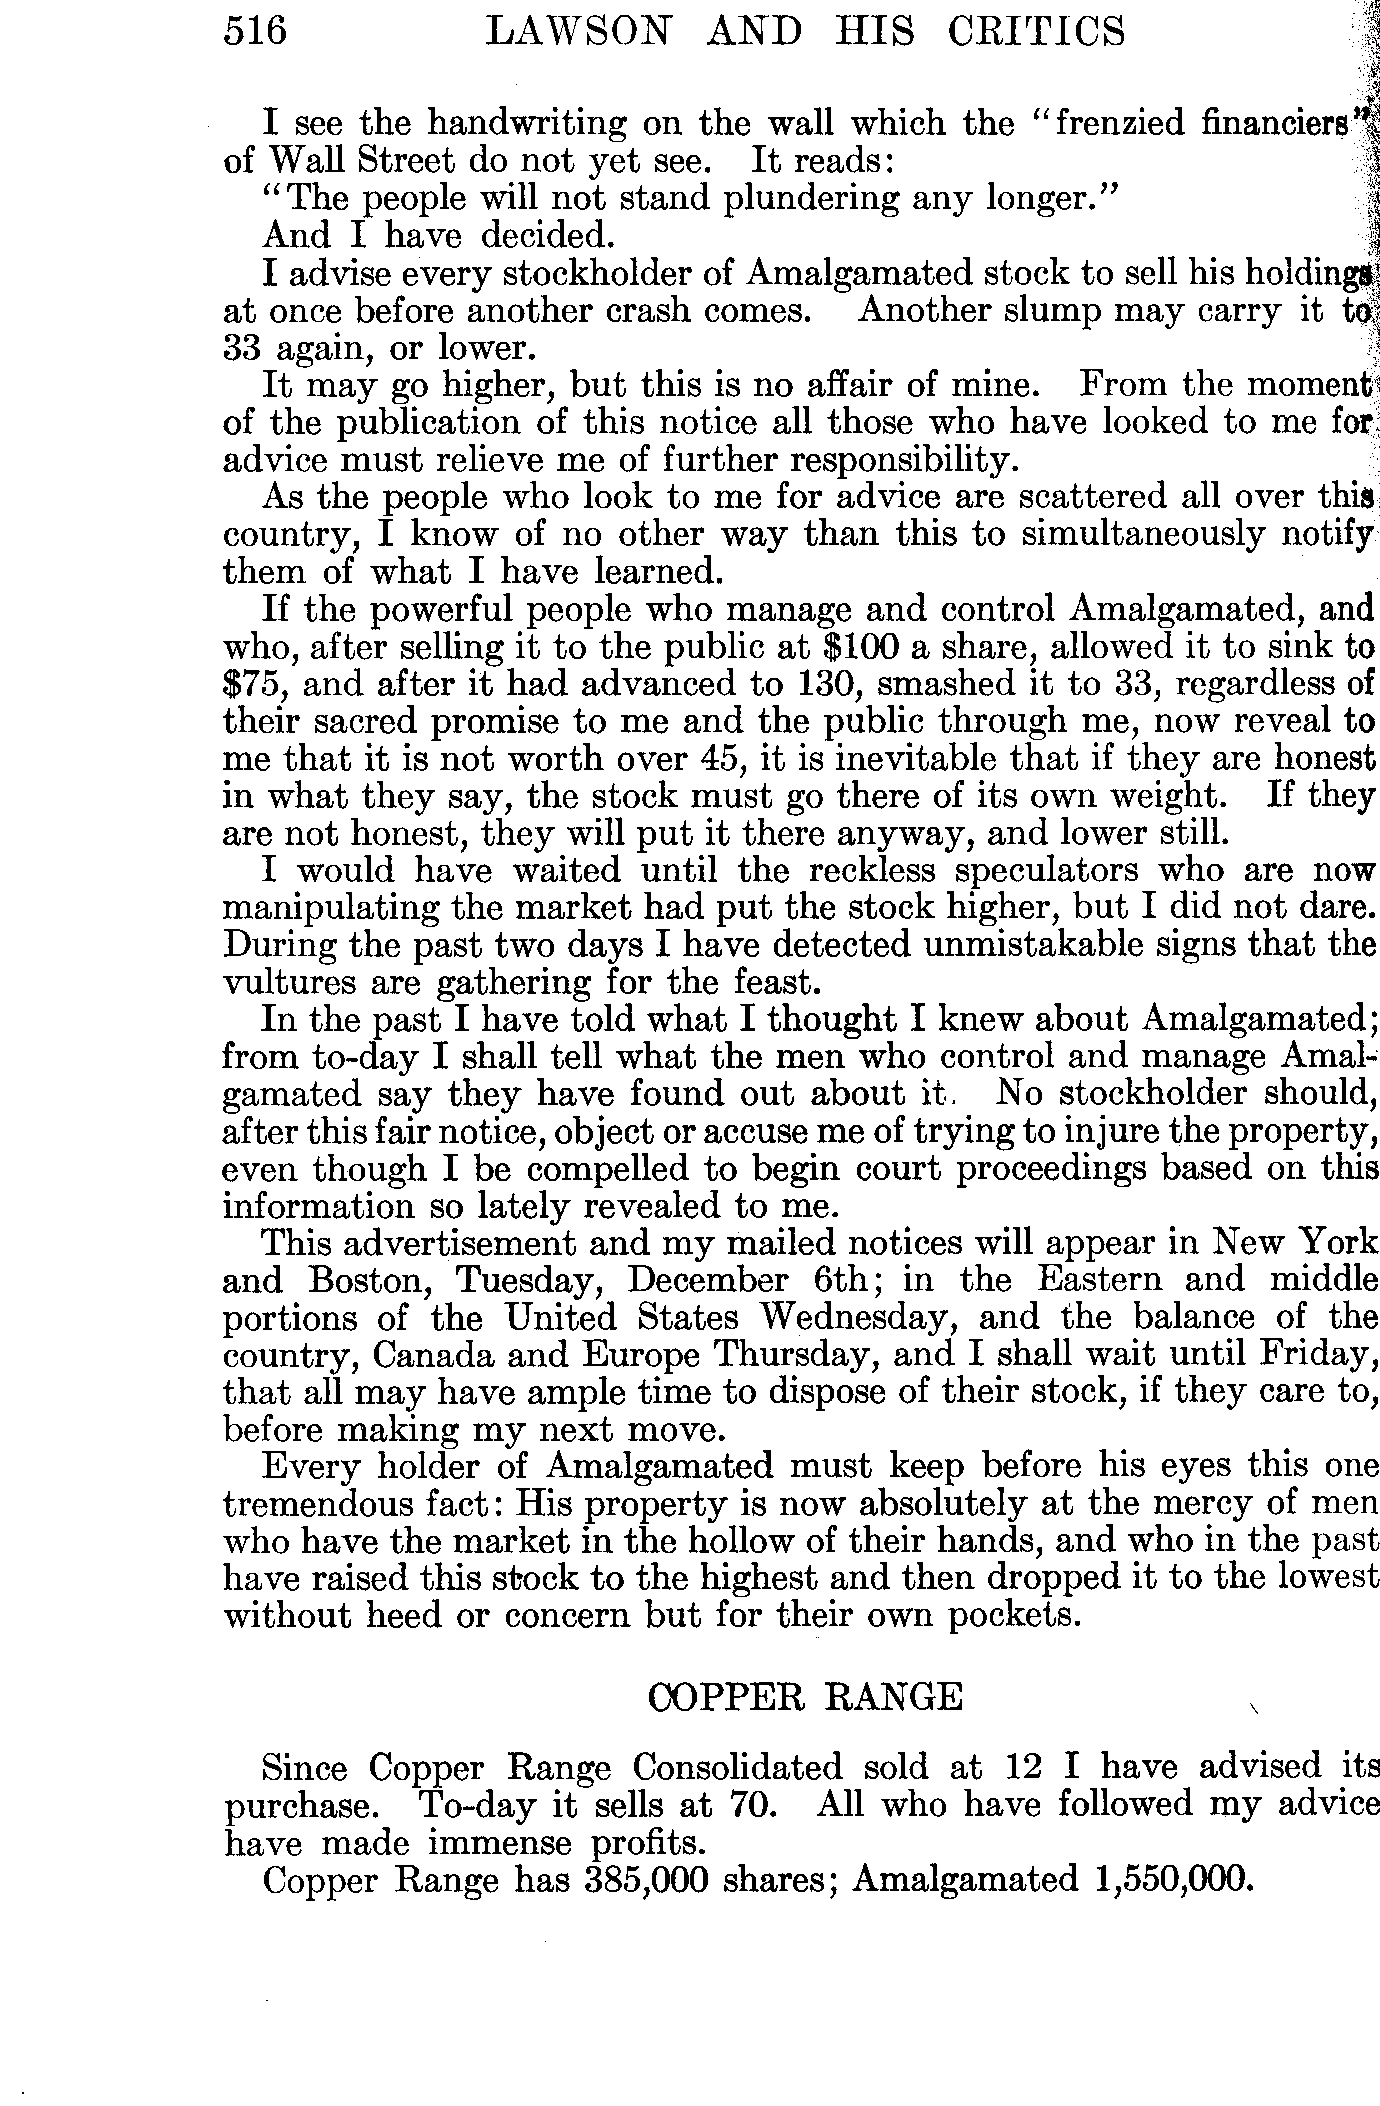 516 LAWSON AND HIS CRITICS
I see the handwriting on the wall which the "frenzied financiers"
of Wall Street do not yet see. It reads:
"The people will not stand plundering any longer."
And I have decided.
I advise every stockholder of Amalgamated stock to sell his holdings
at once before another crash comes. Another slump may carry it to
33 again, or lower.
It may go higher, but this is no affair of mine. From the moment
of the publication of this notice all those who have looked to me for
advice must relieve me of further responsibility.
As the people who look to me for advice are scattered all over this
country, I know of no other way than this to simultaneously notify
them of what I have learned.
If the powerful people who manage and control Amalgamated, and
who, after selling it to the public at $100 a share, allowed it to sink to
$75, and after it had advanced to 130, smashed it to 33, regardless of
their sacred promise to me and the public through me, now reveal to
me that it is not worth over 45, it is inevitable that if they are honest
in what they say, the stock must go there of its own weight. If they
are not honest, they will put it there anyway, and lower still.
I would have waited until the reckless speculators who are now
manipulating the market had put the stock higher, but I did not dare.
During the past two days I have detected unmistakable signs that the
vultures are gathering for the feast.
In the past I have told what I thought I knew about Amalgamated;
from to-day I shall tell what the men who control and manage Amal-
gamated say they have found out about it. No stockholder should,
after this fair notice, object or accuse me of trying to injure the property,
even though I be compelled to begin court proceedings based on this
information so lately revealed to me.
This advertisement and my mailed notices will appear in New York
and Boston, Tuesday, December 6th; in the Eastern and middle
portions of the United States Wednesday, and the balance of the
country, Canada and Europe Thursday, and I shall wait until Friday,
that all may have ample time to dispose of their stock, if they care to,
before making my next move.
Every holder of Amalgamated must keep before his eyes this one
tremendous fact: His property is now absolutely at the mercy of men
who have the market in the hollow of their hands, and who in the past
have raised this stock to the highest and then dropped it to the lowest
without heed or concern but for their own pockets.
COPPER RANGE
Since Copper Range Consolidated sold at 12 I have advised its
purchase. To-day it sells at 70. All who have followed my advice
have made immense profits.
Copper Range has 385,000 shares; Amalgamated 1,550,000.